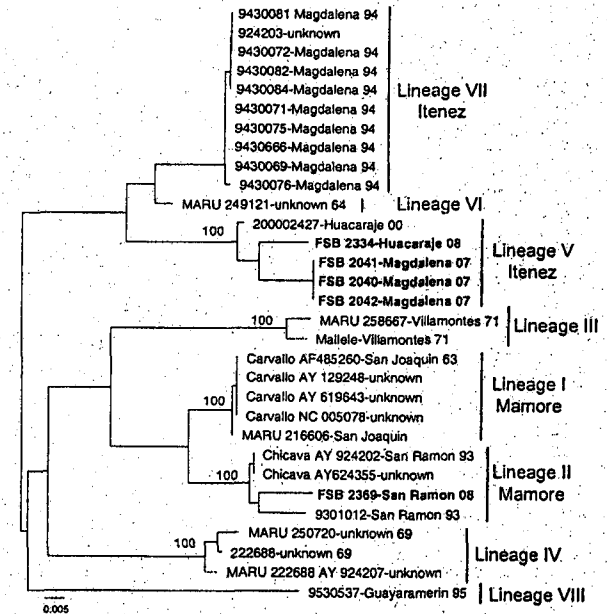 9430081 Magdalena 94
924203-unknown
9430072-Magdalena 94
9430082-Magdalena 94
9430084-Magdalena 94
9430071-Magdalena 94
9430075-Magdalena 94
9430666-Magdalena 94
9430069-Magdalena 94
9430076-Magdalena 94
Lineage VII
Itenez
MARU 249121-unknown 64
Lineage VI
100
200002427-Huacaraje 00
FSB 2334-Huacaraje 08
FSB 2041-Magdalena 07
FSB 2040-Magdalena 07
FSB 2042-Magdalena 07
Lineage V
Itenez
100
MARU 258667-Villamontes 71
Mallele-Villamontes 71
Lineage III
100
Carvallo AF485260-San Joaquin 63
Carvallo AY 129248-unknown
Carvallo AY 619643-unknown
Carvallo NC 005078-unknown
MARU 216606-San Joaquin
Lineage I
Mamore
100
Chicava AY 924202-San Ramon 93
Chicava AY624355-unknown
FSB 2369-San Ramon 08
9301012-San Ramon 93
Lineage II
Mamore
100
MARU 250720-unknown 69
222688-unknown 69
MARU 222688 AY 924207-unknown
Lineage IV
9530537-Guayaramerin 95
Lineage VIII
0.005